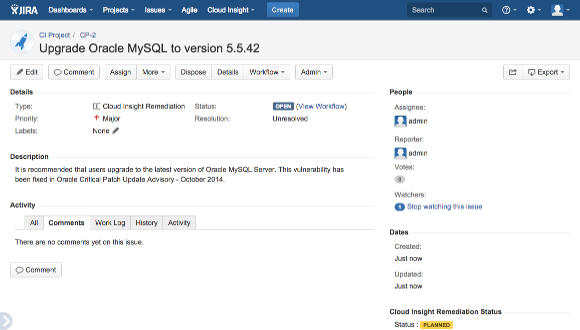 JIRA Dashboards Projects Issues Agile Cloud Insight Create Search
CI Project / CP-2
Upgrade Oracle MySQL to version 5.5.42
Edit Comment Assign More Dispose Details Workflow Admin Export
Details
Type: Cloud Insight Remediation Status: OPEN (View Workflow)
Priority: Major Resolution: Unresolved
Labels: None
Description
It is recommended that users upgrade to the latest version of Oracle MySQL Server. This vulnerability has
been fixed in Oracle Critical Patch Update Advisory - October 2014.
Activity
All Comments Work Log History Activity
There are no comments yet on this issue.
Comment
People
Assignee:
admin
Reporter:
admin
Votes:
0
Watchers:
1 Stop watching this issue
Dates
Created:
Just now
Updated:
Just now
Cloud Insight Remediation Status
Status : PLANNED